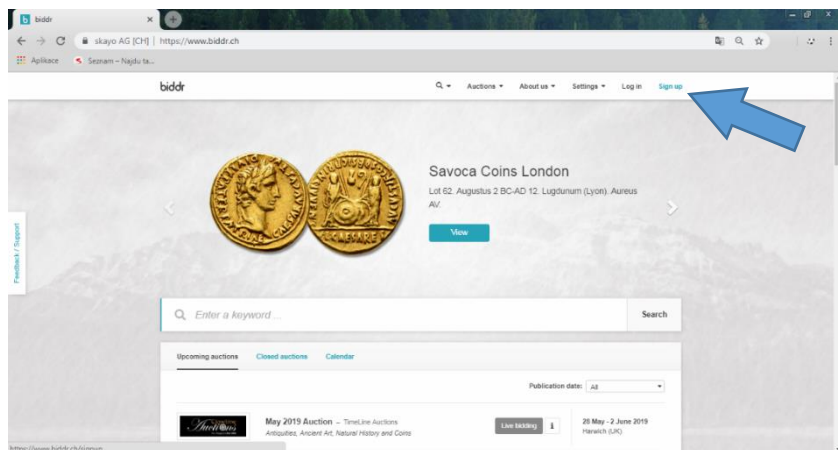 biddr
skayo AG [CH] | https://www.biddr.ch
Aplikace Seznam – Najdu ta...
biddr Auctions About us Settings Log in Sign up
Savoca Coins London
Lot 62. Augustus 2 BC-AD 12. Lugdunum (Lyon). Aureus
AV.
View
Feedback / Support
Enter a keyword ... Search
Upcoming auctions Closed auctions Calendar
Publication date: All
May 2019 Auction – TimeLine Auctions Live bidding i 28 May - 2 June 2019
Antiquities, Ancient Art, Natural History and Coins Harwich (UK)
Auctions
https://www.biddr.ch/signup